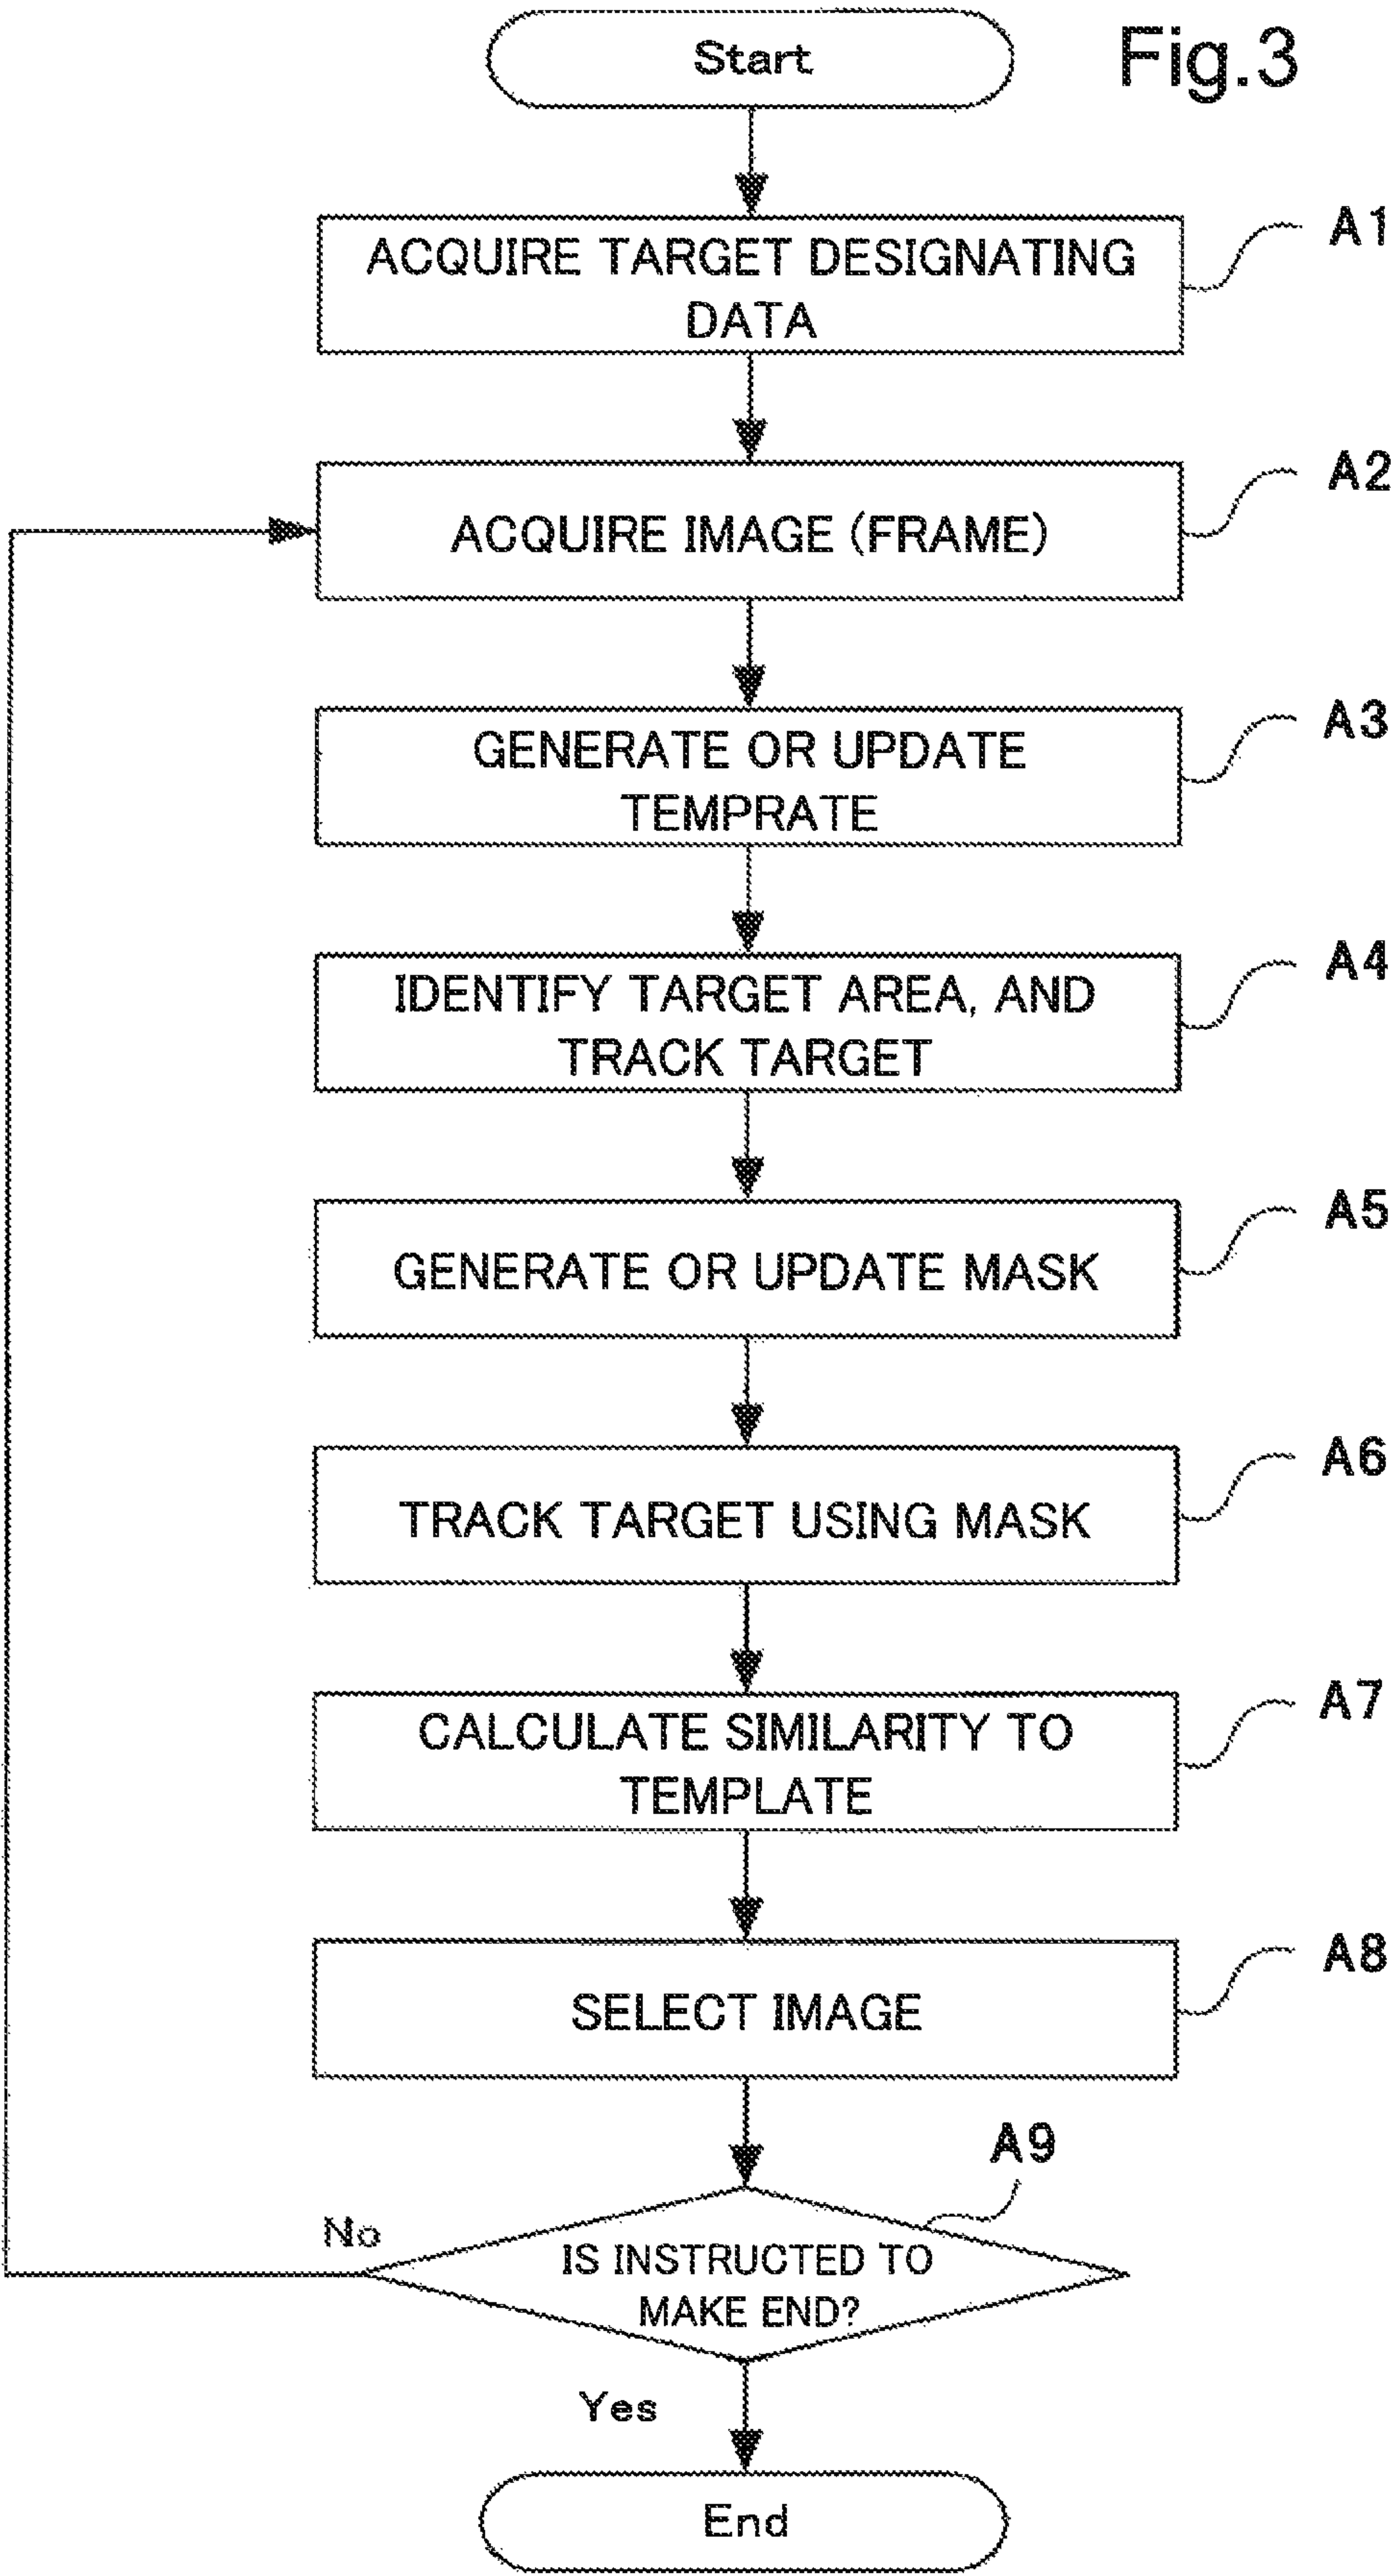 Fig.3
Start
A1
ACQUIRE TARGET DESIGNATING
DATA
A2
ACQUIRE IMAGE (FRAME)
A3
GENERATE OR UPDATE
TEMPRATE
A4
IDENTIFY TARGET AREA, AND
TRACK TARGET
A5
GENERATE OR UPDATE MASK
A6
TRACK TARGET USING MASK
A7
CALCULATE SIMILARITY TO
TEMPLATE
A8
SELECT IMAGE
A9
No
IS INSTRUCTED TO
MAKE END?
Yes
End